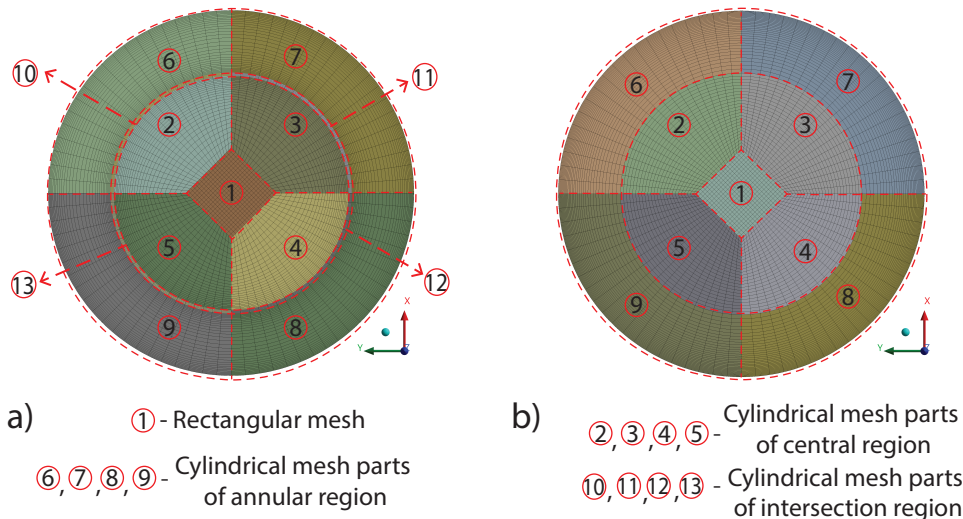 6
7
10
11
2
3
1
5
4
13
12
9
8
X
Y
Z
6
7
2
3
1
5
4
9
8
X
Y
Z
a)
1 - Rectangular mesh
6, 7, 8, 9 - Cylindrical mesh parts
of annular region
b)
2, 3, 4, 5 - Cylindrical mesh parts
of central region
10, 11, 12, 13 - Cylindrical mesh parts
of intersection region